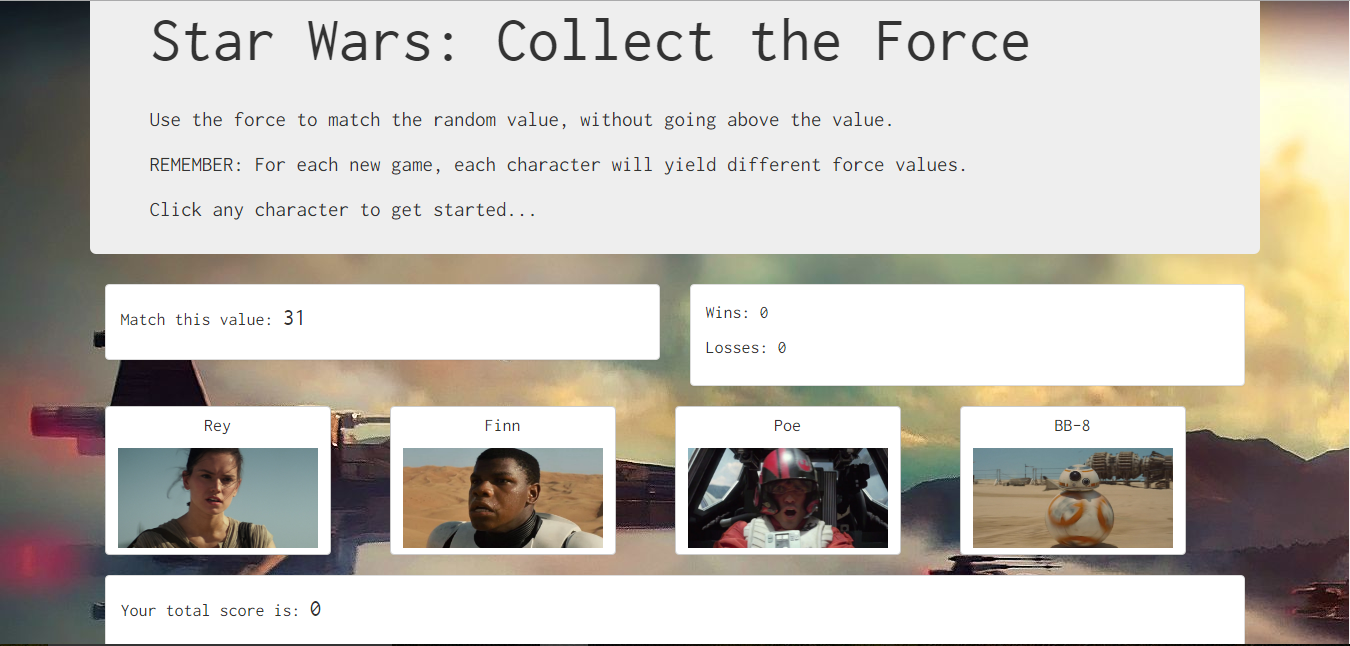 Star Wars: Collect the Force
Use the force to match the random value, without going above the value.
REMEMBER: For each new game, each character will yield different force values.
Click any character to get started...
Match this value: 31
Wins: 0
Losses: 0
Rey
Finn
Poe
BB-8
Your total score is: 0